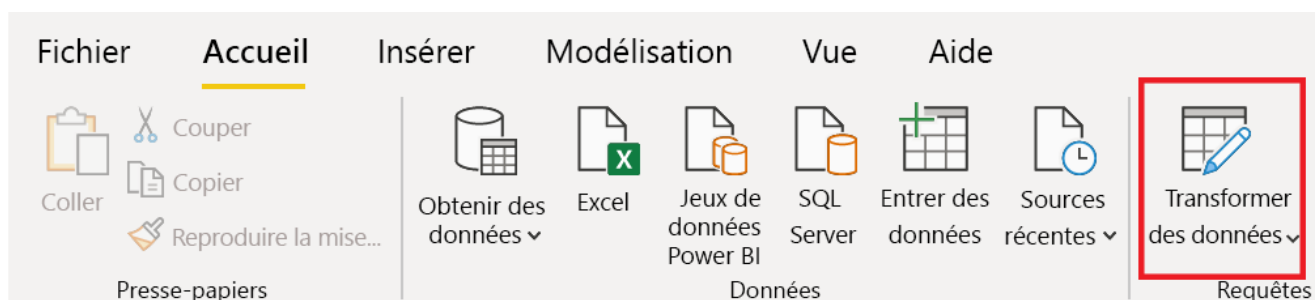 Fichier Accueil Insérer Modélisation Vue Aide
Couper
Copier
Reproduire la mise...
Coller
Presse-papiers
Obtenir des
données
Excel
X
Jeux de
données
Power BI
SQL
Server
Entrer des
données
Sources
récentes
Données
Transformer
des données
Requêtes